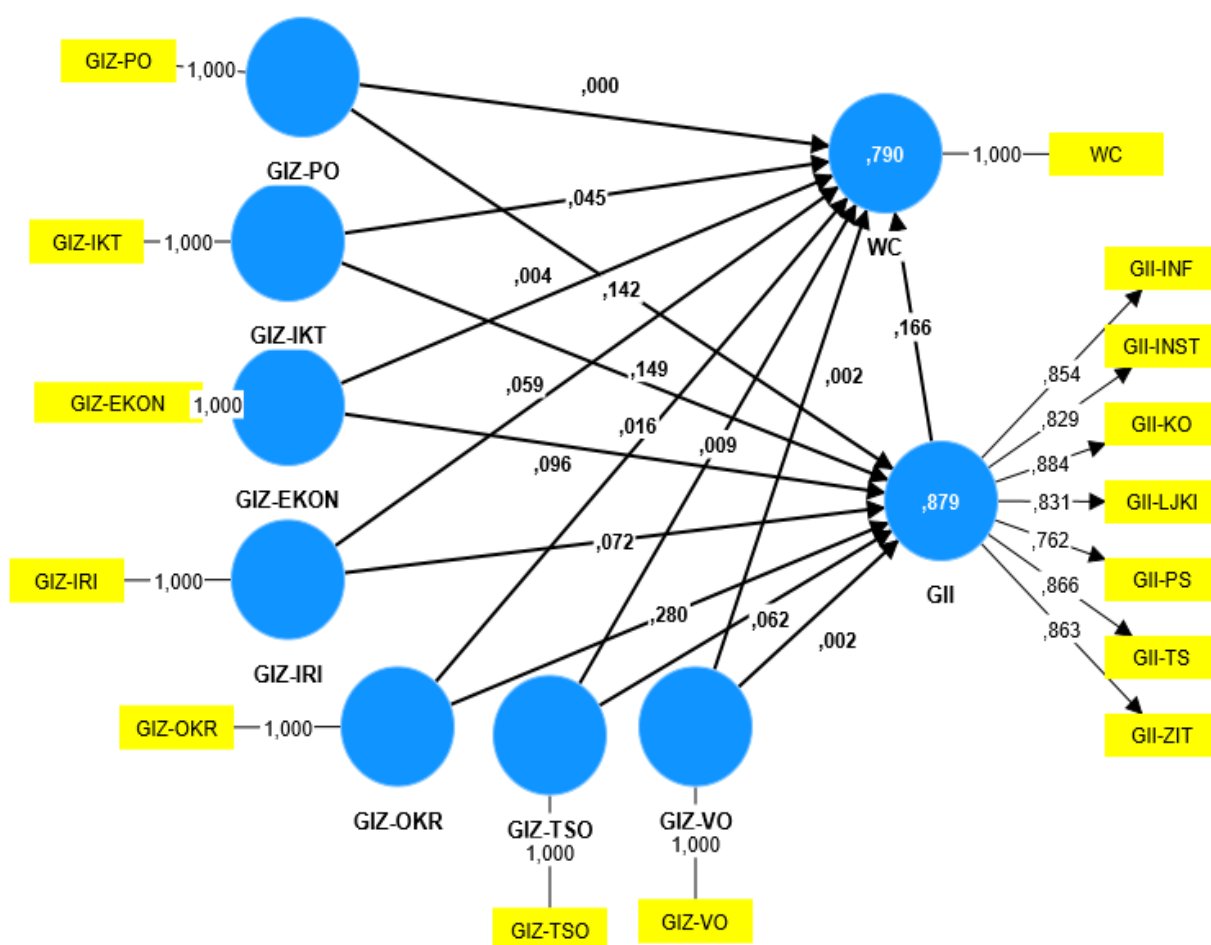 GIZ-PO
1,000
GIZ-PO
,000
,790
1,000
WC
WC
GIZ-IKT
1,000
GIZ-IKT
,045
,004
,142
,166
GIZ-EKON
1,000
GIZ-EKON
,059
,149
,002
,016
,009
,096
GIZ-IRI
1,000
GIZ-IRI
,072
,879
GII
,854
GII-INF
,829
GII-INST
,884
GII-KO
,831
GII-LJKI
,762
GII-PS
,866
GII-TS
,863
GII-ZIT
,280
,062
,002
GIZ-OKR
1,000
GIZ-OKR
GIZ-TSO
1,000
GIZ-TSO
GIZ-VO
1,000
GIZ-VO